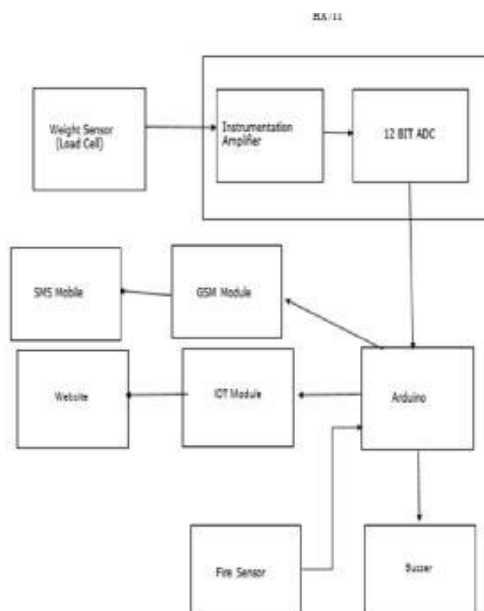 HX711
Weight Sensor
(Load Cell)
Instrumentation
Amplifier
12 BIT ADC
SMS Mobile
GSM Module
Website
IOT Module
Arduino
Fire Sensor
Buzzer